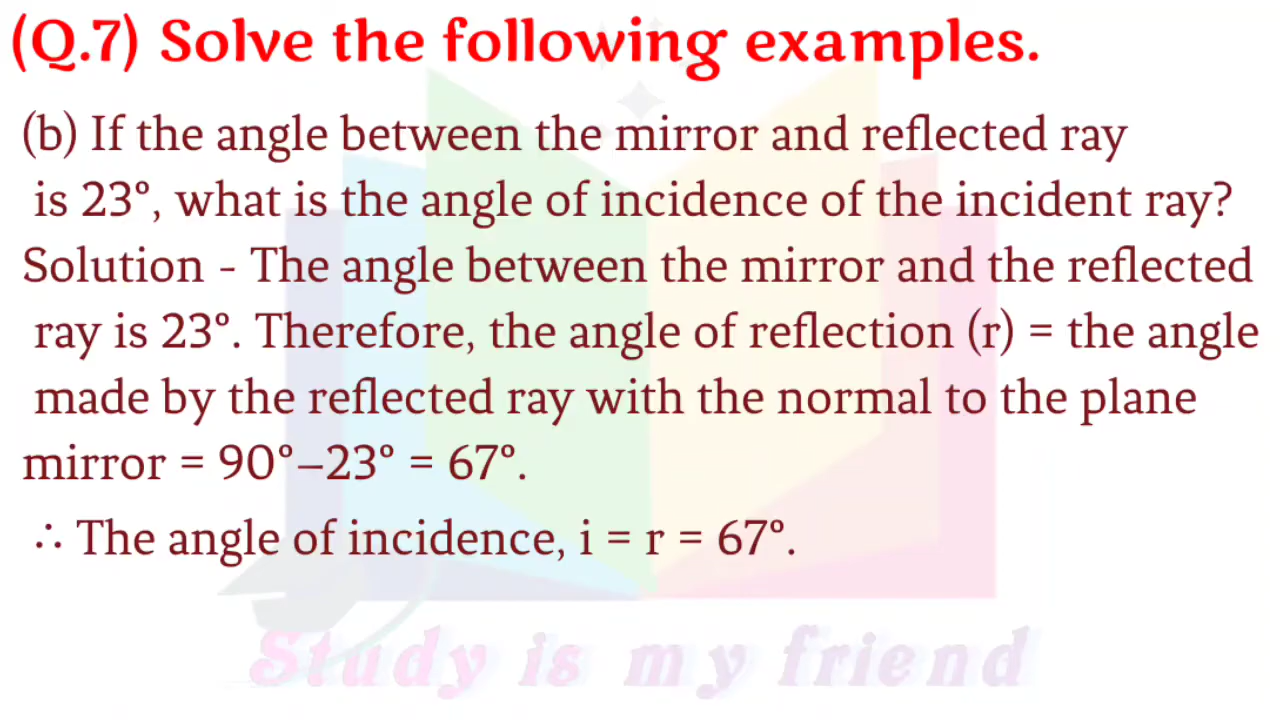 (Q.7) Solve the following examples.
(b) If the angle between the mirror and reflected ray
is 23°, what is the angle of incidence of the incident ray?
Solution - The angle between the mirror and the reflected
ray is 23°. Therefore, the angle of reflection (r) = the angle
made by the reflected ray with the normal to the plane
mirror = 90°–23° = 67°.
∴ The angle of incidence, i = r = 67°.
Study is my friend